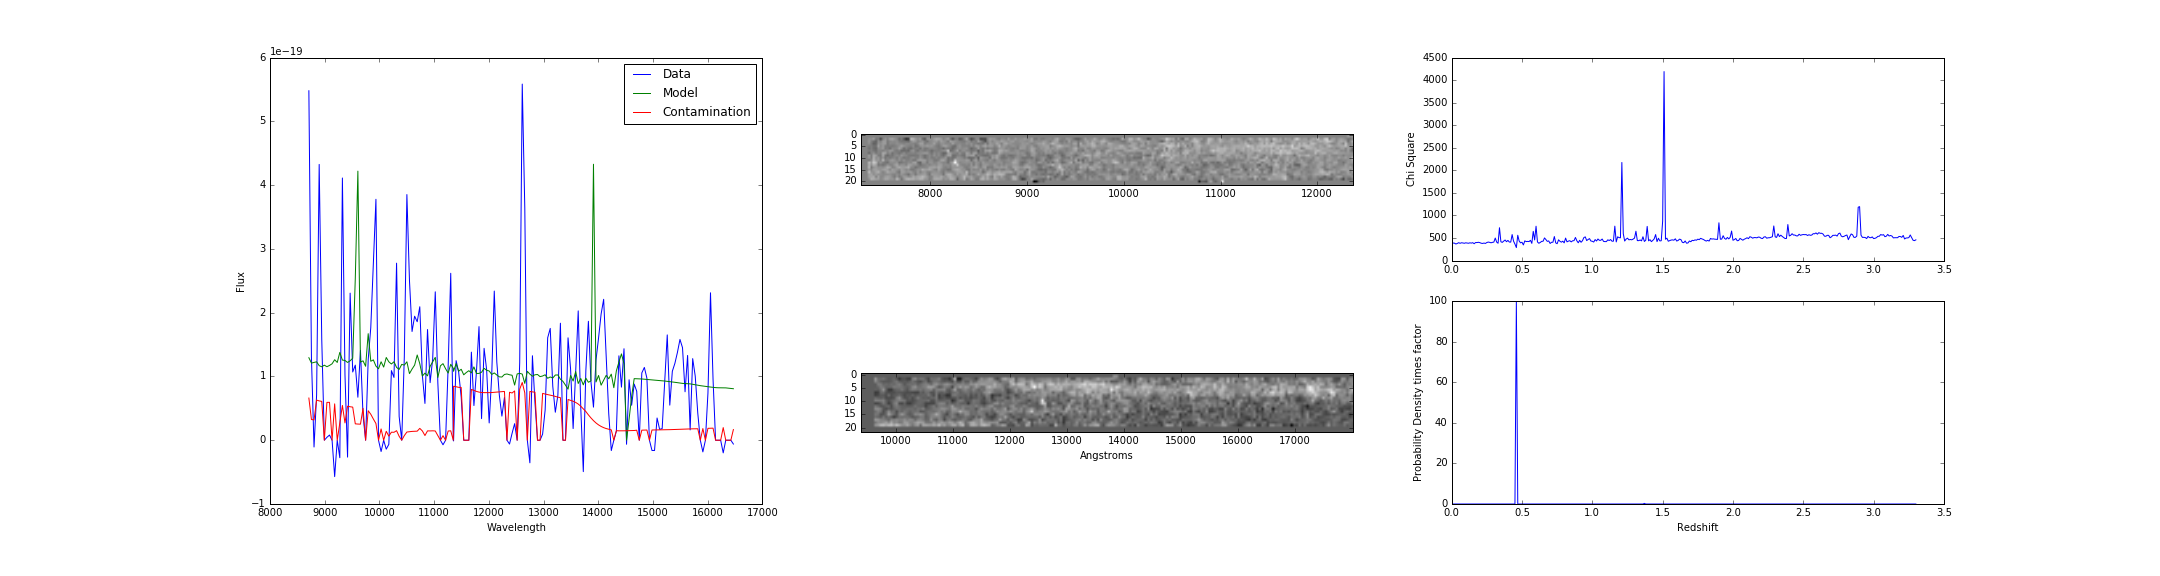 1e−19
6
5
4
3
2
1
0
−1
Flux
Data
Model
Contamination
8000 9000 10000 11000 12000 13000 14000 15000 16000 17000
Wavelength
0
5
10
15
20
8000 9000 10000 11000 12000
0
5
10
15
20
10000 11000 12000 13000 14000 15000 16000 17000
Angstroms
4500
4000
3500
3000
2500
2000
1500
1000
500
0
Chi Square
0.0 0.5 1.0 1.5 2.0 2.5 3.0 3.5
100
80
60
40
20
0
Probability Density times factor
0.0 0.5 1.0 1.5 2.0 2.5 3.0 3.5
Redshift